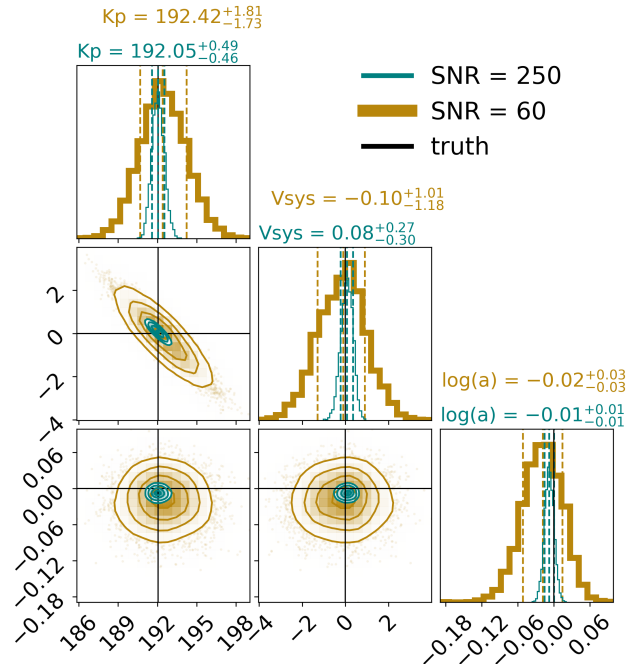 Kp = 192.42+1.81−1.73
Kp = 192.05+0.49−0.46
SNR = 250
SNR = 60
truth
Vsys = −0.10+1.01−1.18
Vsys = 0.08+0.27−0.30
log(a) = −0.02+0.03−0.03
log(a) = −0.01+0.01−0.01
2
0
−2
−4
0.06
0.00
−0.06
−0.12
−0.18
186 189 192 195 198
−4 −2 0 2
−0.18 −0.12 −0.06 0.00 0.06